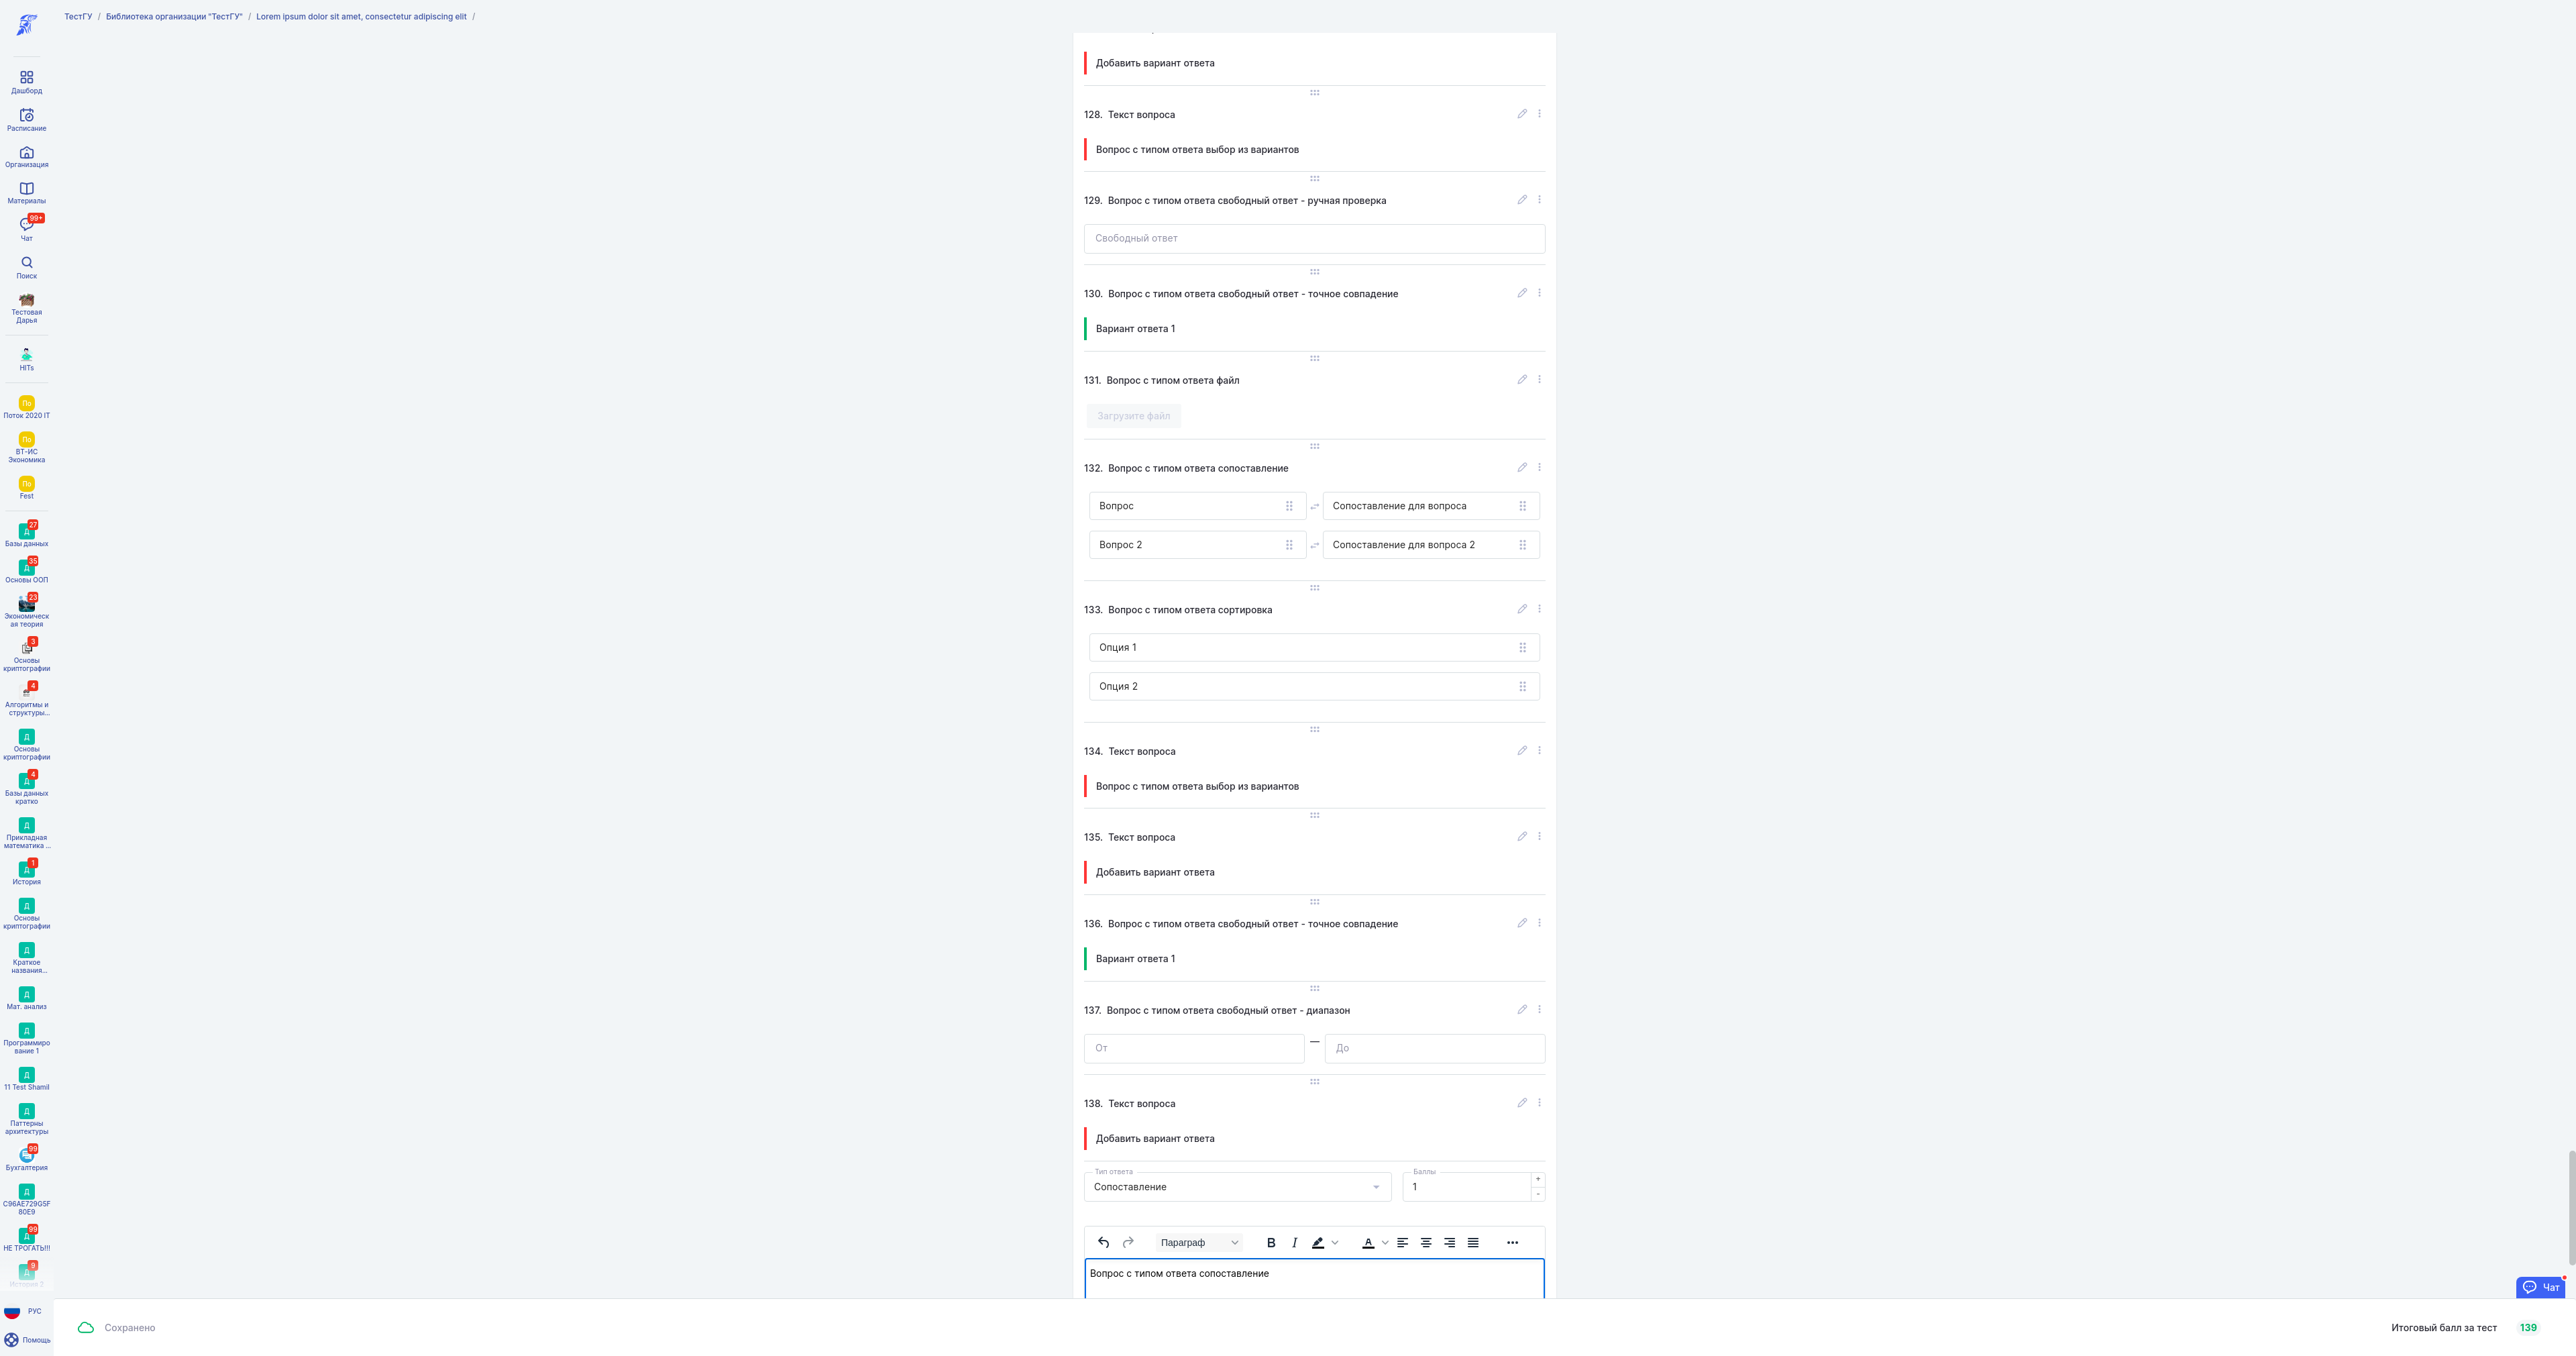 ТестГУ / Библиотека организации "ТестГУ" / Lorem ipsum dolor sit amet, consectetur adipiscing elit /
Дашборд
Расписание
Организация
Материалы
99+
Чат
Поиск
Тестовая
Дарья
HITs
По
Поток 2020 IT
По
ВТ-ИС
Экономика
По
Fest
27
Д
Базы данных
35
Д
Основы ООП
23
Экономическ
ая теория
3
Основы
криптографии
4
Алгоритмы и
структуры...
Д
Основы
криптографии
4
Д
Базы данных
кратко
Д
Прикладная
математика ...
1
Д
История
Д
Основы
криптографии
Д
Краткое
названия...
Д
Мат. анализ
Д
Программиро
вание 1
Д
11 Test Shamil
Д
Паттерны
архитектуры
99
Бухгалтерия
Д
C96AE729G5F
80E9
99
Д
НЕ ТРОГАТЬ!!!
9
Д
История 2
РУС
Помощь
Добавить вариант ответа
128. Текст вопроса
Вопрос с типом ответа выбор из вариантов
129. Вопрос с типом ответа свободный ответ - ручная проверка
Свободный ответ
130. Вопрос с типом ответа свободный ответ - точное совпадение
Вариант ответа 1
131. Вопрос с типом ответа файл
Загрузите файл
132. Вопрос с типом ответа сопоставление
Вопрос Сопоставление для вопроса
Вопрос 2 Сопоставление для вопроса 2
133. Вопрос с типом ответа сортировка
Опция 1
Опция 2
134. Текст вопроса
Вопрос с типом ответа выбор из вариантов
135. Текст вопроса
Добавить вариант ответа
136. Вопрос с типом ответа свободный ответ - точное совпадение
Вариант ответа 1
137. Вопрос с типом ответа свободный ответ - диапазон
От — До
138. Текст вопроса
Добавить вариант ответа
Тип ответа Баллы
Сопоставление 1 + -
Параграф B I A
Вопрос с типом ответа сопоставление
Чат
Сохранено
Итоговый балл за тест 139